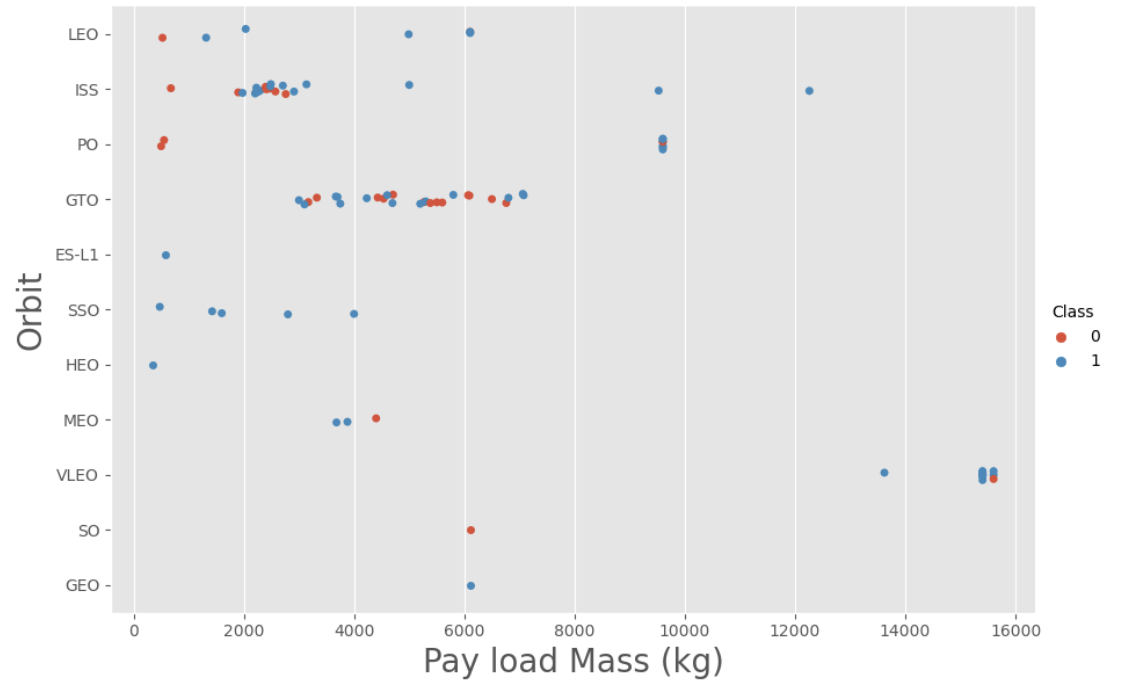 LEO
ISS
PO
GTO
ES-L1
SSO
HEO
MEO
VLEO
SO
GEO
Orbit
0 2000 4000 6000 8000 10000 12000 14000 16000
Pay load Mass (kg)
Class
0
1